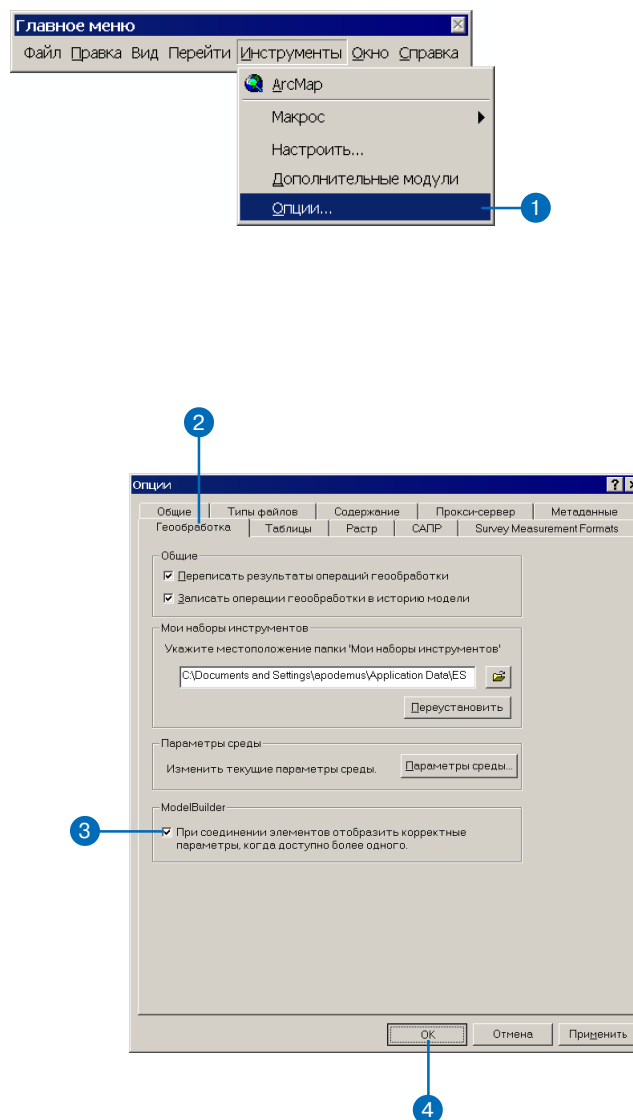 Главное меню
Файл Правка Вид Перейти Инструменты Окно Справка
ArcMap
Макрос
Настроить...
Дополнительные модули
Опции...
1
2
Опции
Общие Типы файлов Содержание Прокси-сервер Метаданные
Геообработка Таблицы Растр САПР Survey Measurement Formats
Общие
Переписать результаты операций геообработки
Записать операции геообработки в историю модели
Мои наборы инструментов
Укажите местоположение папки 'Мои наборы инструментов'
C:\Documents and Settings\apodemus\Application Data\ES
Переустановить
Параметры среды
Изменить текущие параметры среды.
Параметры среды...
ModelBuilder
3
При соединении элементов отобразить корректные
параметры, когда доступно более одного.
OK Отмена Применить
4